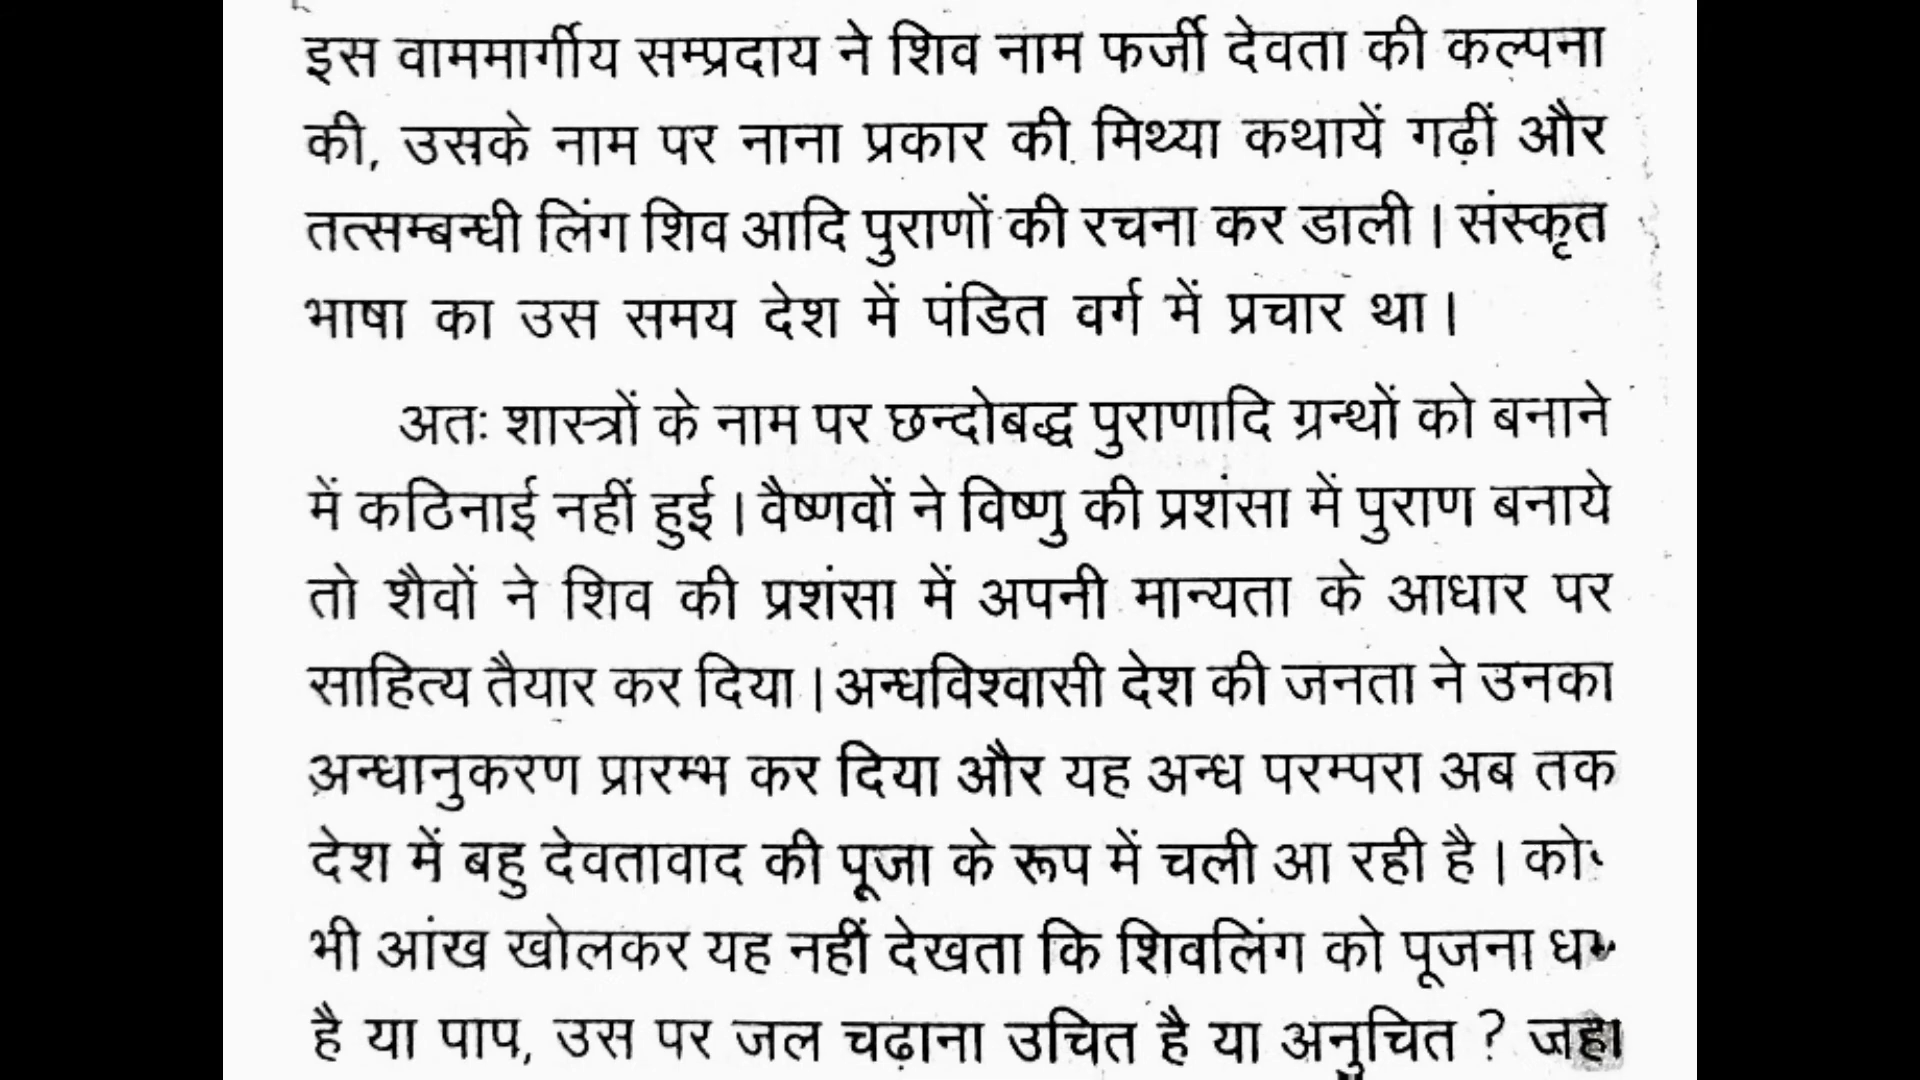 इस वाममार्गीय सम्प्रदाय ने शिव नाम फर्जी देवता की कल्पना
की, उसके नाम पर नाना प्रकार की मिथ्या कथायें गढ़ीं और
तत्सम्बन्धी लिंग शिव आदि पुराणों की रचना कर डाली। संस्कृत
भाषा का उस समय देश में पंडित वर्ग में प्रचार था।
अतः शास्त्रों के नाम पर छन्दोबद्ध पुराणादि ग्रन्थों को बनाने
में कठिनाई नहीं हुई। वैष्णवों ने विष्णु की प्रशंसा में पुराण बनाये
तो शैवों ने शिव की प्रशंसा में अपनी मान्यता के आधार पर
साहित्य तैयार कर दिया। अन्धविश्वासी देश की जनता ने उनका
अन्धानुकरण प्रारम्भ कर दिया और यह अन्ध परम्परा अब तक
देश में बहु देवतावाद की पूजा के रूप में चली आ रही है।
भी आंख खोलकर यह नहीं देखता कि शिवलिंग को पूजना
है या पाप, उस पर जल चढ़ाना उचित है या अनुचित ? जहा